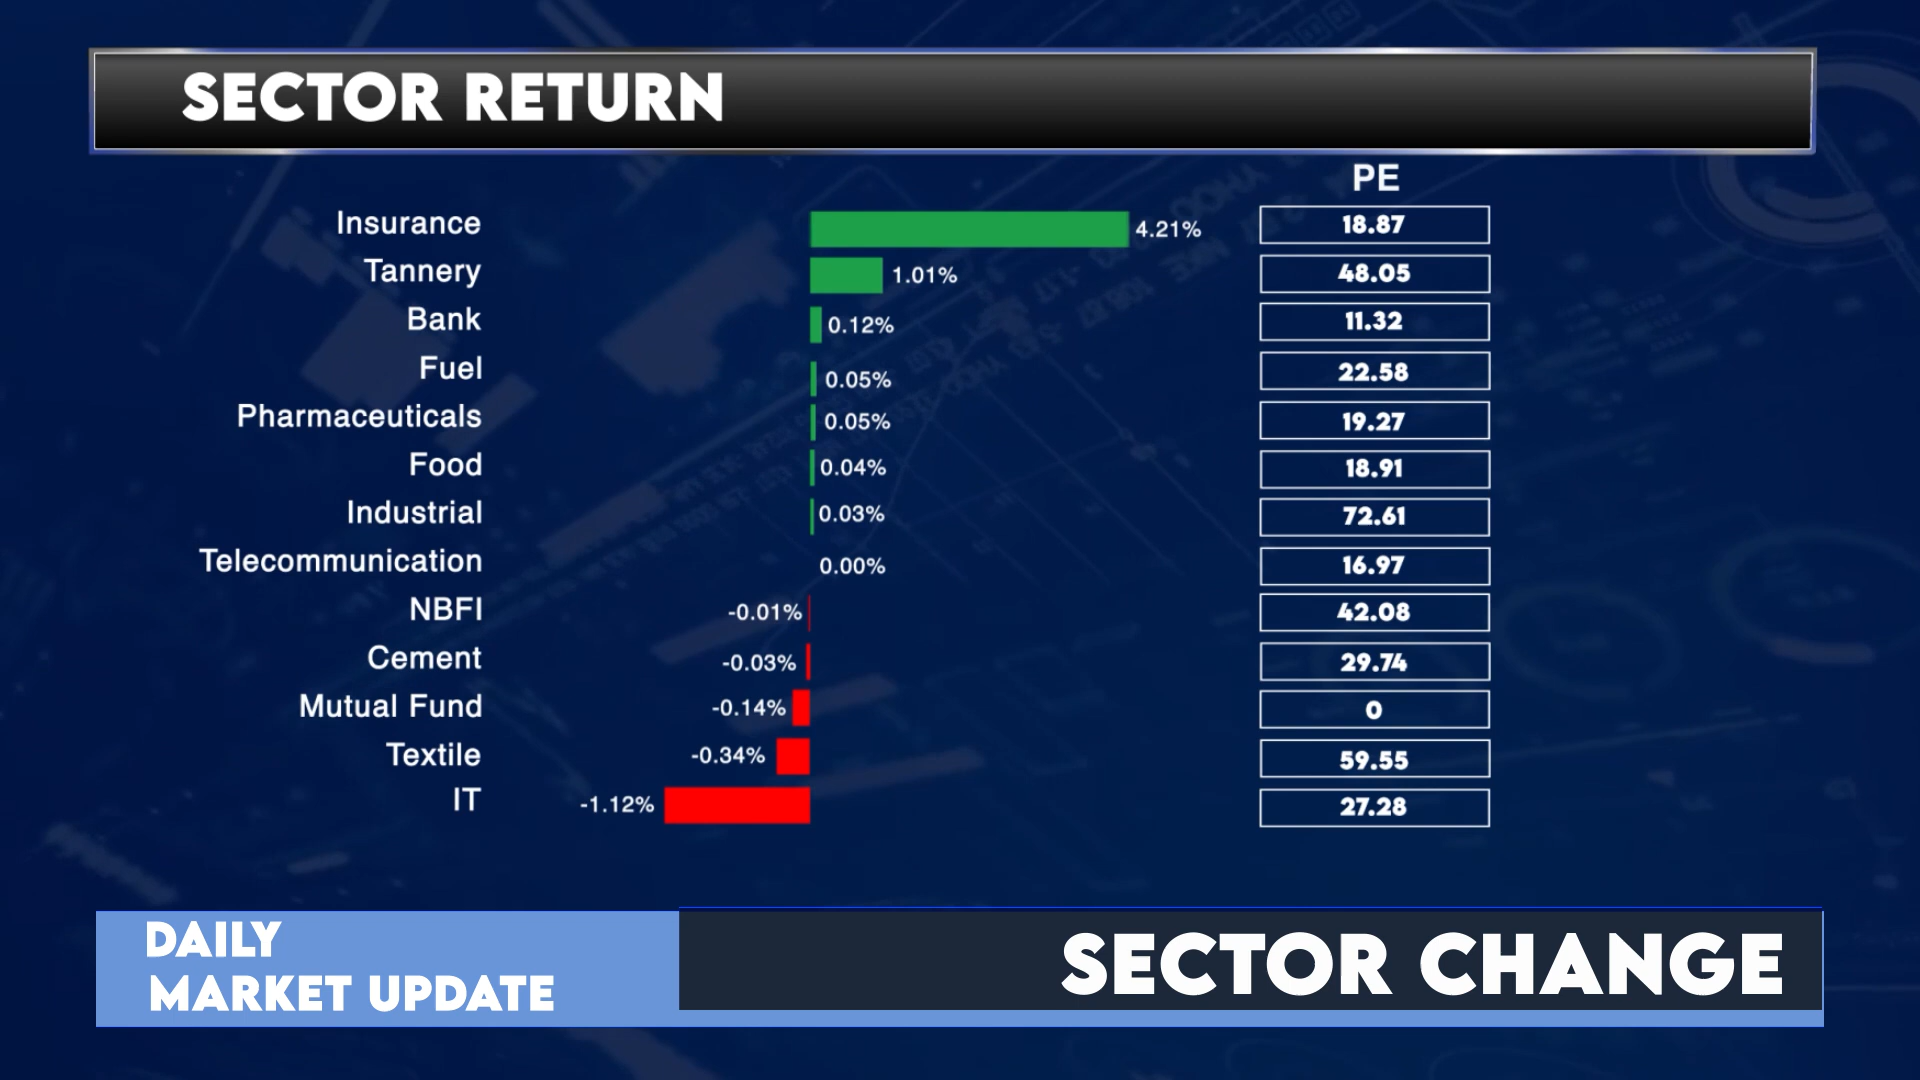 SECTOR RETURN
PE
Insurance 4.21% 18.87
Tannery 1.01% 48.05
Bank 0.12% 11.32
Fuel 0.05% 22.58
Pharmaceuticals 0.05% 19.27
Food 0.04% 18.91
Industrial 0.03% 72.61
Telecommunication 0.00% 16.97
NBFI -0.01% 42.08
Cement -0.03% 29.74
Mutual Fund -0.14% 0
Textile -0.34% 59.55
IT -1.12% 27.28
DAILY
MARKET UPDATE
SECTOR CHANGE